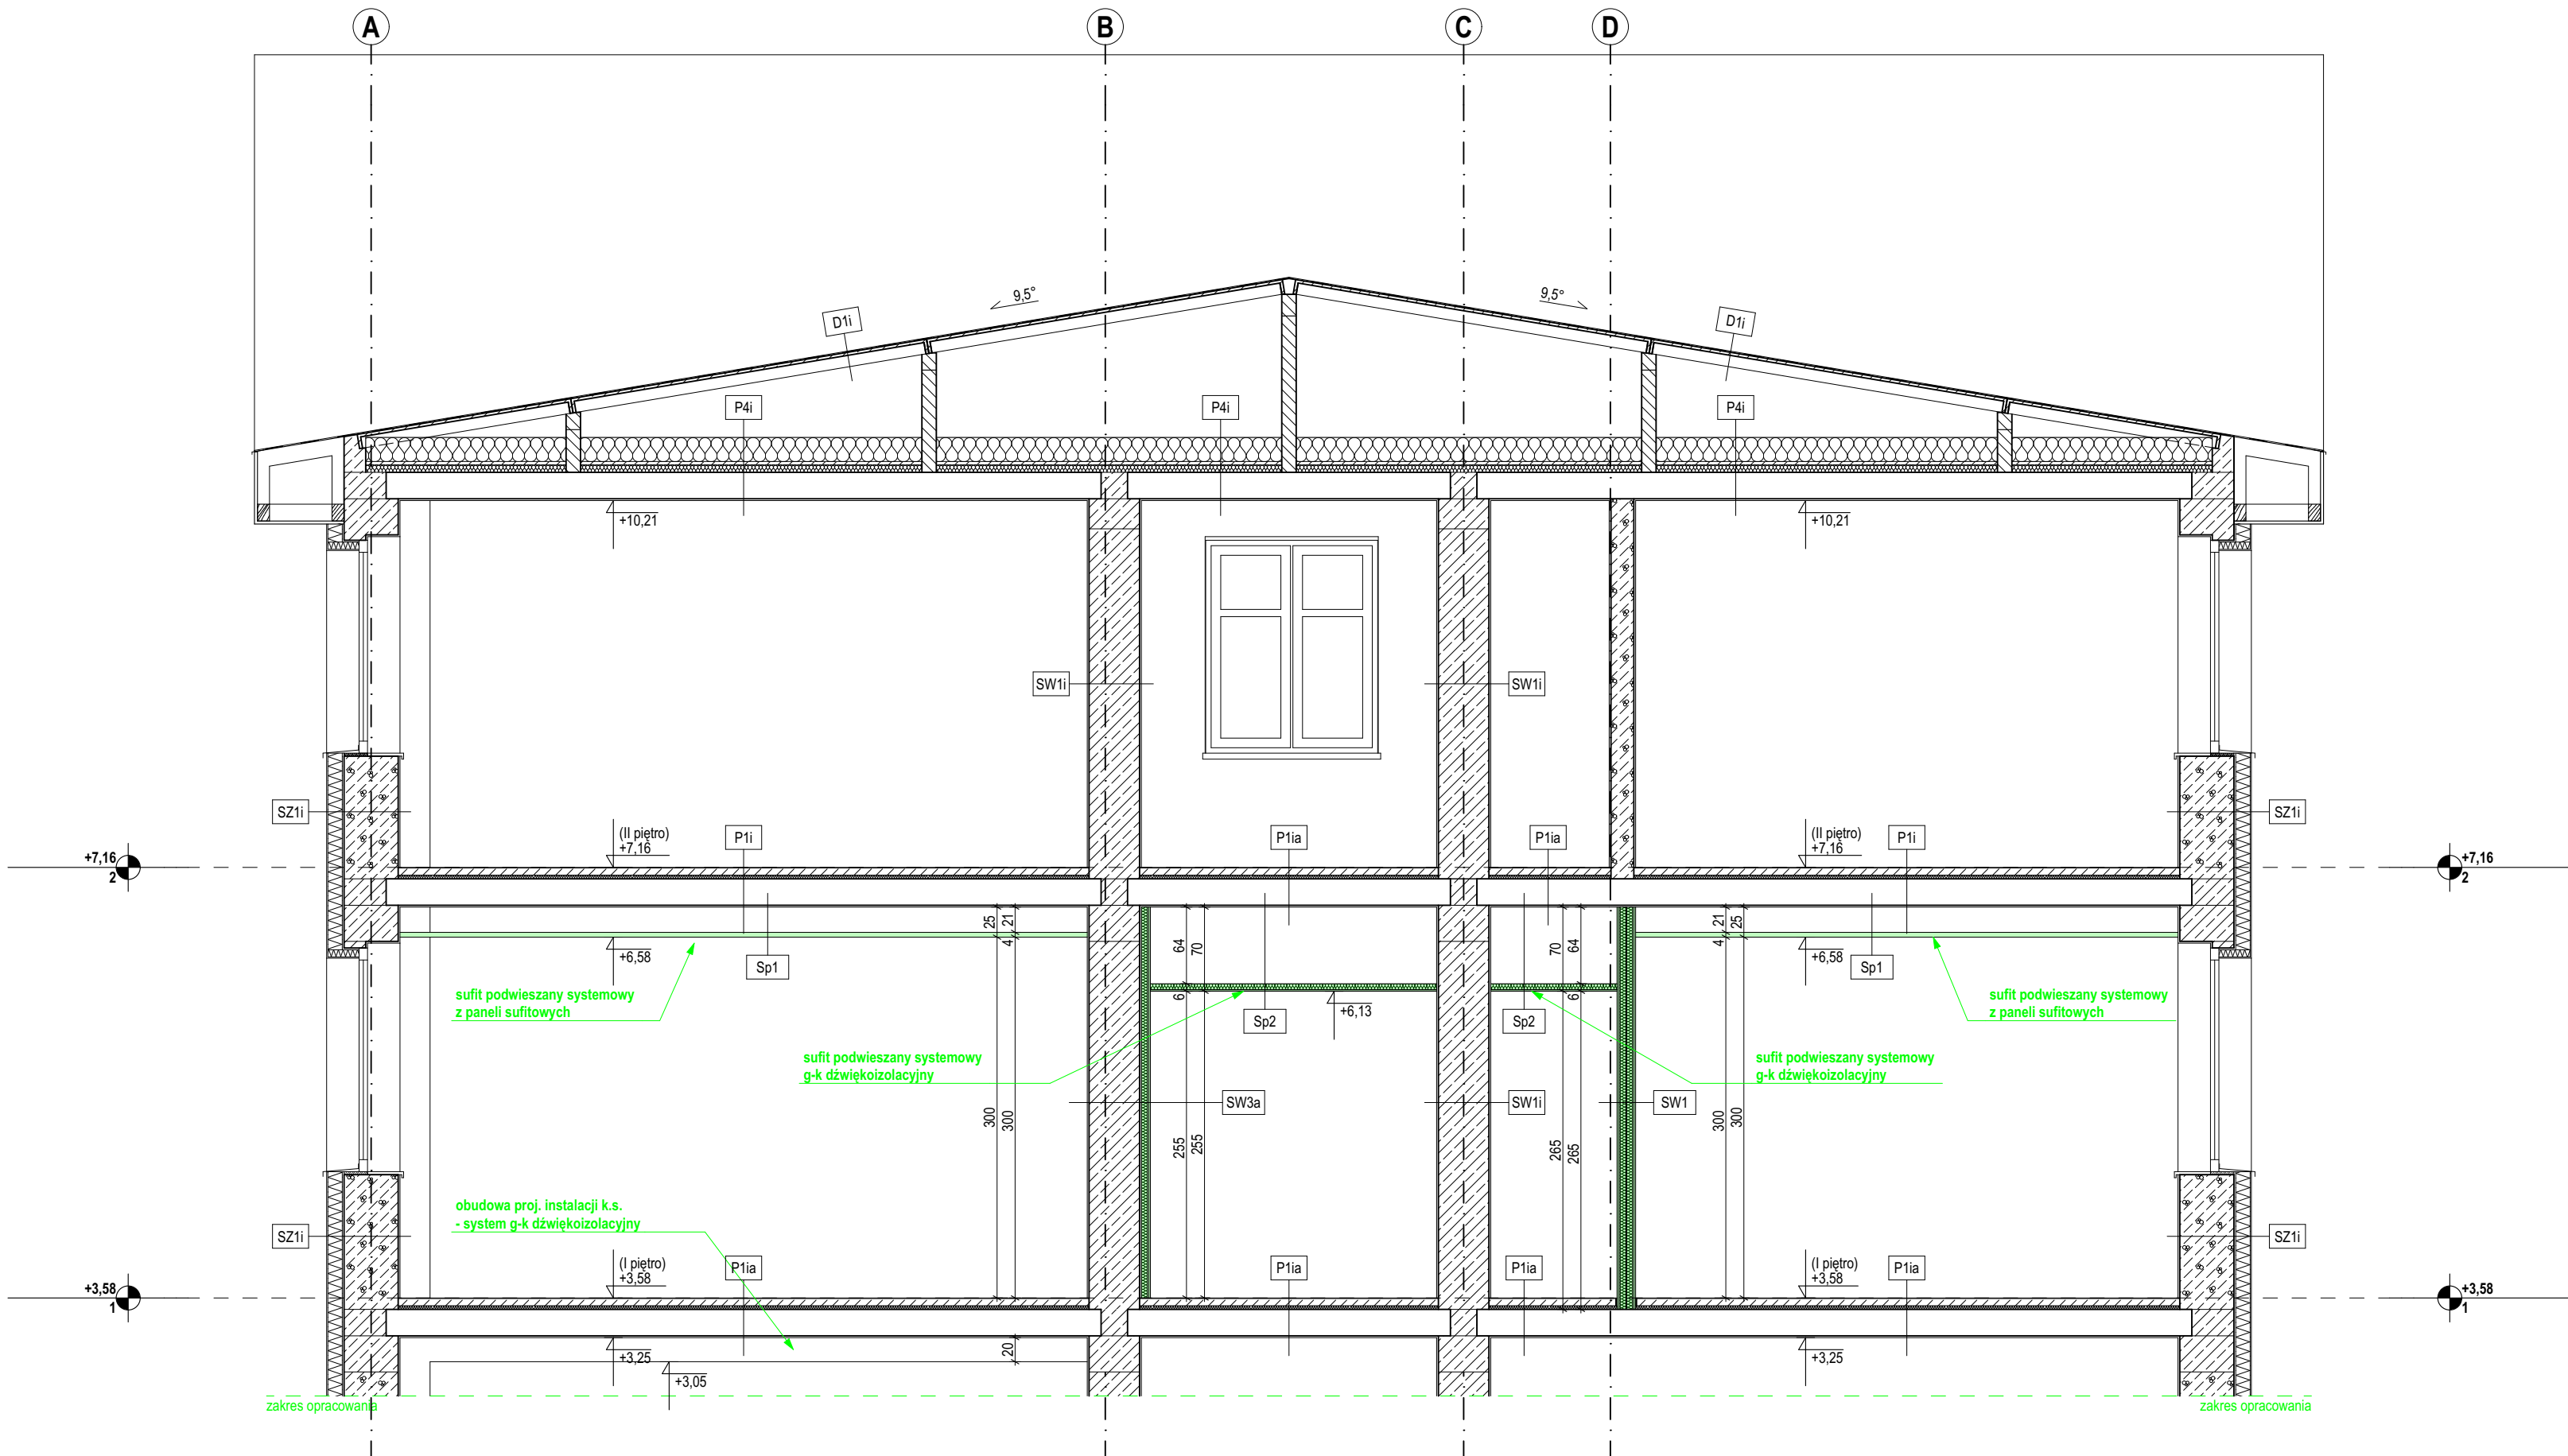 A B C D
9,5° 9,5°
D1i D1i
P4i P4i P4i
+10,21 +10,21
SW1i SW1i
SZ1i SZ1i
(II piętro)
+7,16
P1i P1ia P1ia
(II piętro)
+7,16
P1i
+7,16
2
+7,16
2
25 21 4
64 70 6
70 64 6
21 25 4
+6,58 +6,58
Sp1 Sp1
sufit podwieszany systemowy
z paneli sufitowych
+6,13
Sp2 Sp2
sufit podwieszany systemowy
z paneli sufitowych
sufit podwieszany systemowy
g-k dźwiękoizolacyjny
sufit podwieszany systemowy
g-k dźwiękoizolacyjny
SW3a SW1i SW1
300 300 255 255 265 265 300 300
obudowa proj. instalacji k.s.
- system g-k dźwiękoizolacyjny
SZ1i SZ1i
(I piętro)
+3,58
P1ia P1ia P1ia
(I piętro)
+3,58
P1ia
+3,58
1
+3,58
1
+3,25 20 +3,25
+3,05
zakres opracowania zakres opracowania